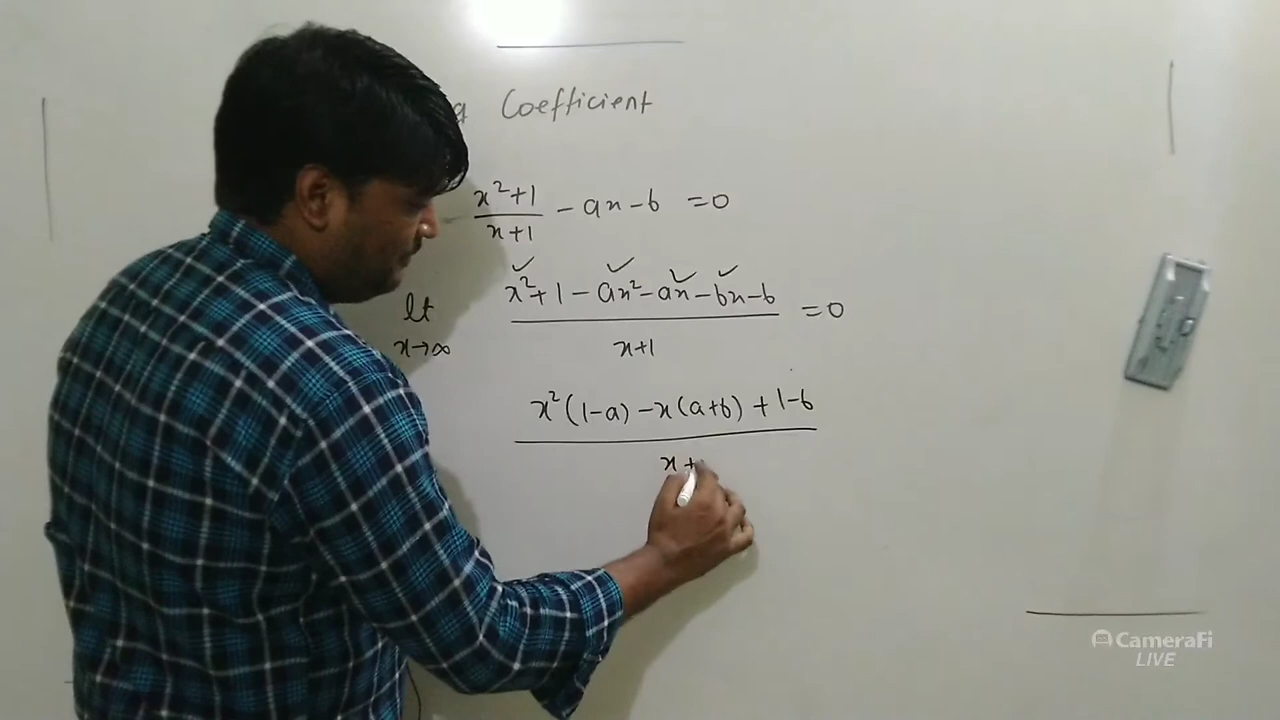 Coefficient
x²+1/x+1 - ax - b = 0
lt x→∞ x²+1-ax²-ax-bx-b/x+1 = 0
x²(1-a)-x(a+b)+1-b/x+
CameraFi
LIVE